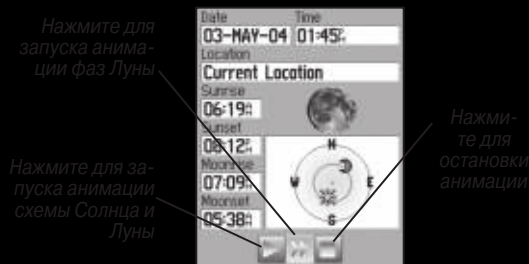 Нажмите для
запуска анима-
ции фаз Луны
Нажмите для за-
пуска анимации
схемы Солнца и
Луны
Date
Time
03-MAY-04
01:45
Location
Current Location
Sunrise
06:19
Sunset
08:12
Moonrise
07:09
Moonset
05:38
N
W
E
S
Нажми-
те для
остановки
анимации